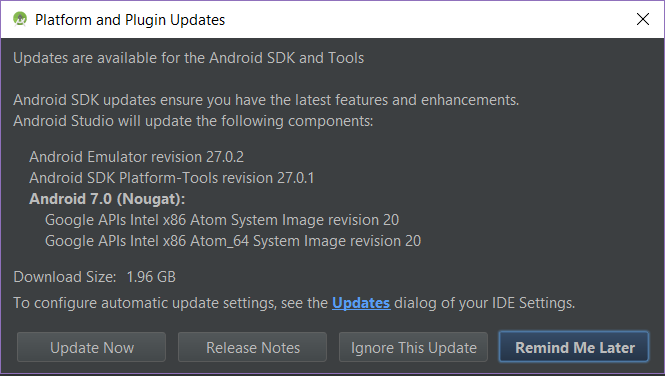 Platform and Plugin Updates
Updates are available for the Android SDK and Tools
Android SDK updates ensure you have the latest features and enhancements.
Android Studio will update the following components:
Android Emulator revision 27.0.2
Android SDK Platform-Tools revision 27.0.1
Android 7.0 (Nougat):
Google APIs Intel x86 Atom System Image revision 20
Google APIs Intel x86 Atom_64 System Image revision 20
Download Size: 1.96 GB
To configure automatic update settings, see the Updates dialog of your IDE Settings.
Update Now Release Notes Ignore This Update Remind Me Later